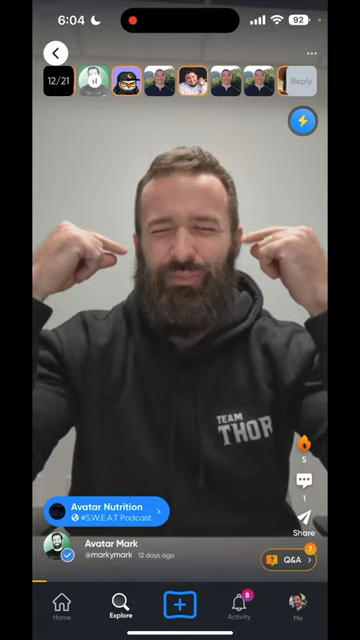 6:04
92
12/21
Reply
TEAM
THOR
5
1
Share
Avatar Nutrition
#S.W.E.A.T Podcast
Avatar Mark
@markymark 12 days ago
7
Q&A
8
Home
Explore
Activity
Me